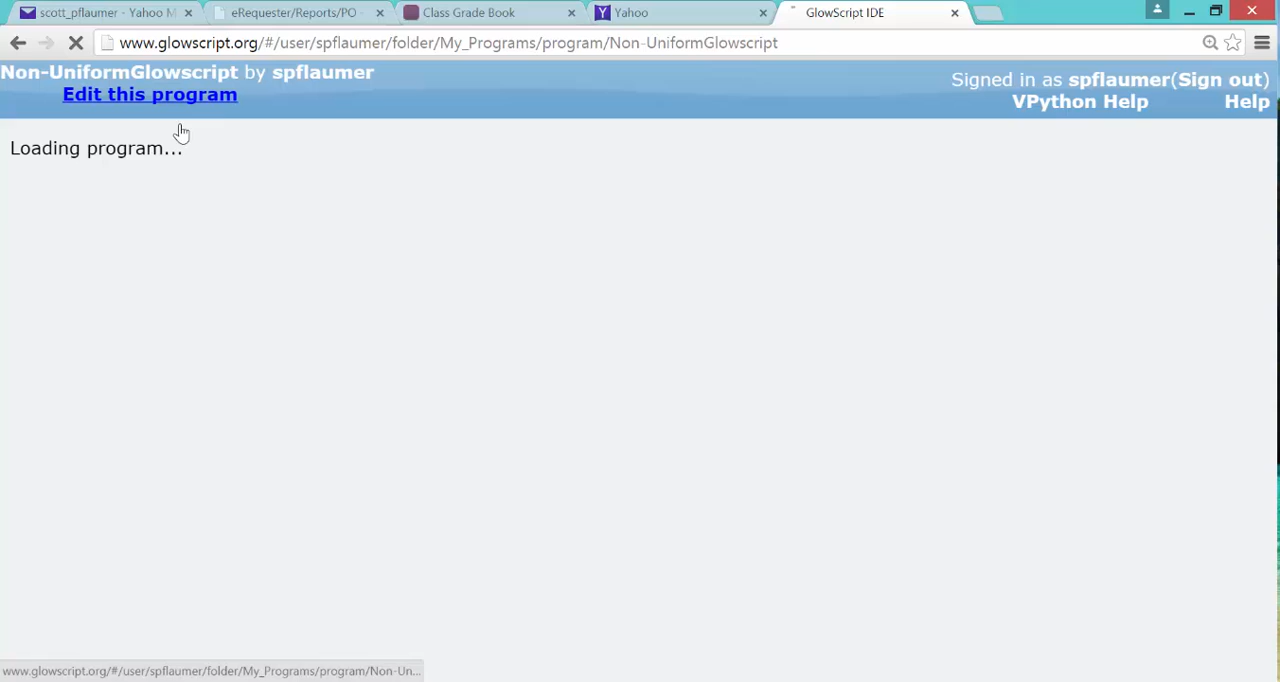 scott_pflaumer - Yahoo M
eRequester/Reports/PO -
Class Grade Book
Yahoo
GlowScript IDE
www.glowscript.org/#/user/spflaumer/folder/My_Programs/program/Non-UniformGlowscript
Non-UniformGlowscript by spflaumer
Signed in as spflaumer(Sign out)
Edit this program
VPython Help
Help
Loading program...
www.glowscript.org/#/user/spflaumer/folder/My_Programs/program/Non-Un...